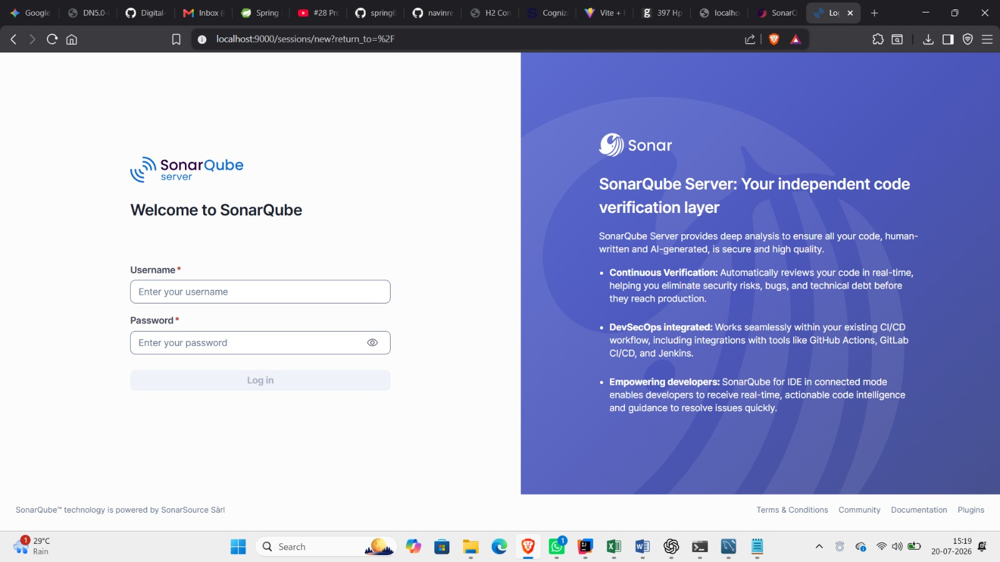 Google
DN5.0-
Digital-
Inbox (
Spring
#28 Pro
spring6
navinre
H2 Con
Cogniz
Vite +
397 Hp
localho
SonarQ
Lo
localhost:9000/sessions/new?return_to=%2F
SonarQube
server
Welcome to SonarQube
Username*
Enter your username
Password*
Enter your password
Log in
Sonar
SonarQube Server: Your independent code
verification layer
SonarQube Server provides deep analysis to ensure all your code, human-
written and AI-generated, is secure and high quality.
• Continuous Verification: Automatically reviews your code in real-time,
helping you eliminate security risks, bugs, and technical debt before
they reach production.
• DevSecOps integrated: Works seamlessly within your existing CI/CD
workflow, including integrations with tools like GitHub Actions, GitLab
CI/CD, and Jenkins.
• Empowering developers: SonarQube for IDE in connected mode
enables developers to receive real-time, actionable code intelligence
and guidance to resolve issues quickly.
SonarQube™ technology is powered by SonarSource Sàrl
Terms & Conditions Community Documentation Plugins
1
29°C
Rain
Search
1
15:19
20-07-2026